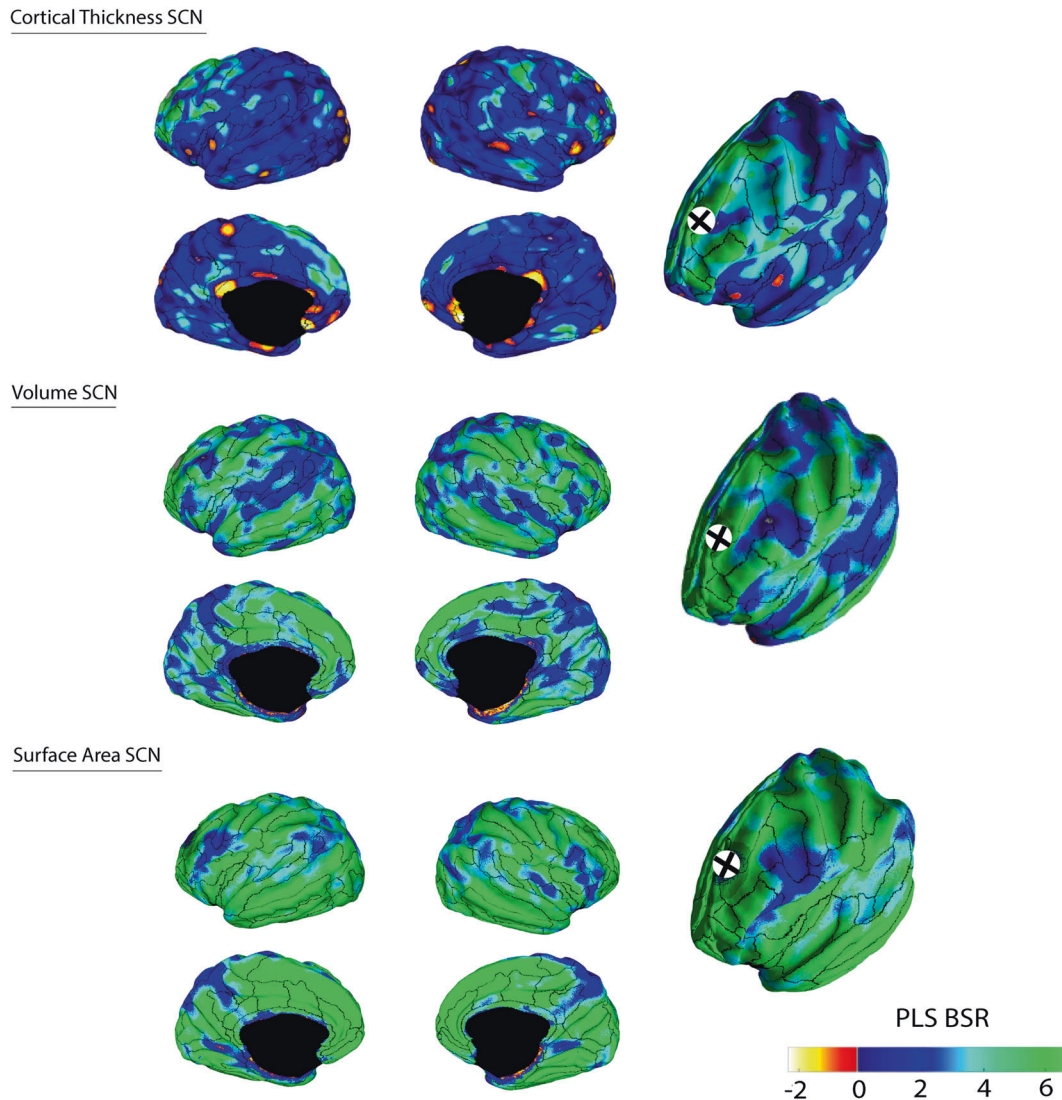 Cortical Thickness SCN
Volume SCN
Surface Area SCN
PLS BSR
-2 0 2 4 6